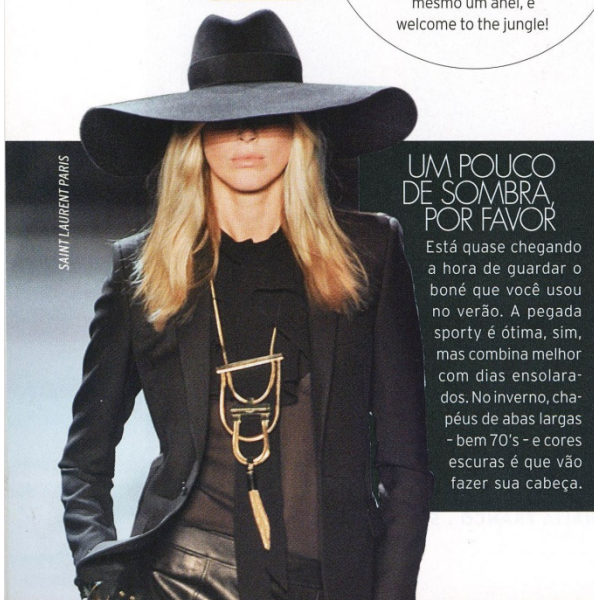 mesmo um anel, e
welcome to the jungle!
SAINT LAURENT PARIS
UM POUCO
DE SOMBRA,
POR FAVOR
Está quase chegando
a hora de guardar o
boné que você usou
no verão. A pegada
sporty é ótima, sim,
mas combina melhor
com dias ensolara-
dos. No inverno, cha-
péus de abas largas
– bem 70's – e cores
escuras é que vão
fazer sua cabeça.